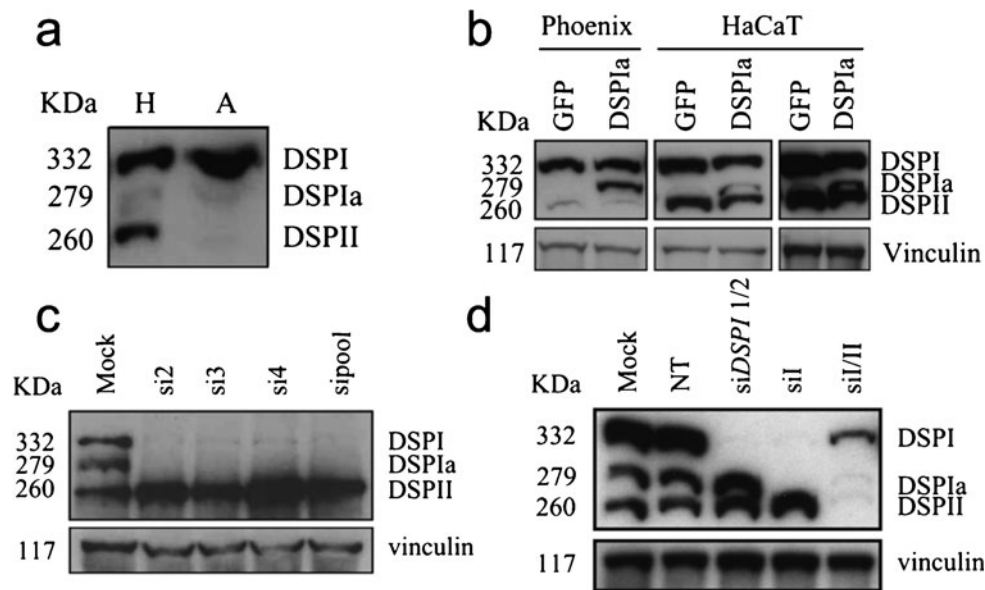 a
KDa H A
332 DSPI
279 DSPIa
260 DSPII
b
Phoenix HaCaT
KDa GFP DSPIa GFP DSPIa GFP DSPIa
332 DSPI
279 DSPIa
260 DSPII
117 Vinculin
c
KDa Mock si2 si3 si4 sipool
332 DSPI
279 DSPIa
260 DSPII
117 vinculin
d
KDa Mock NT siDSPI 1/2 siI siI/II
332 DSPI
279 DSPIa
260 DSPII
117 vinculin